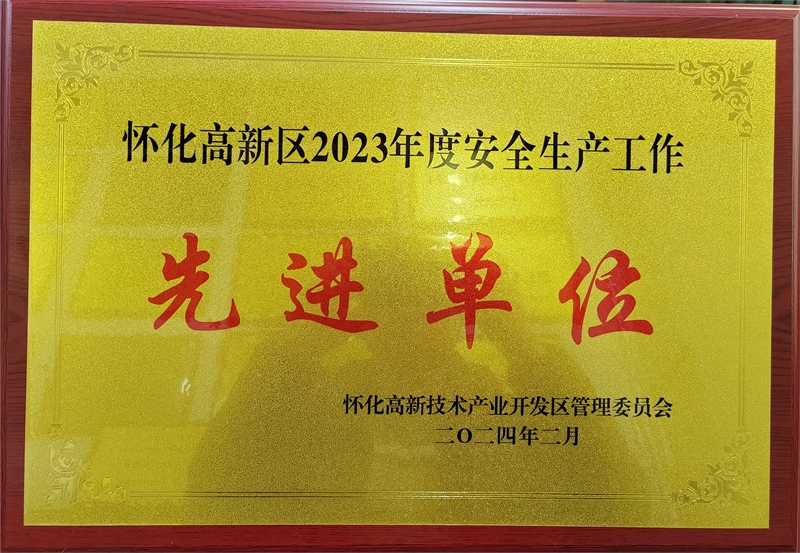 怀化高新区2023年度安全生产工作
先进单位
怀化高新技术产业开发区管理委员会
二〇二四年二月